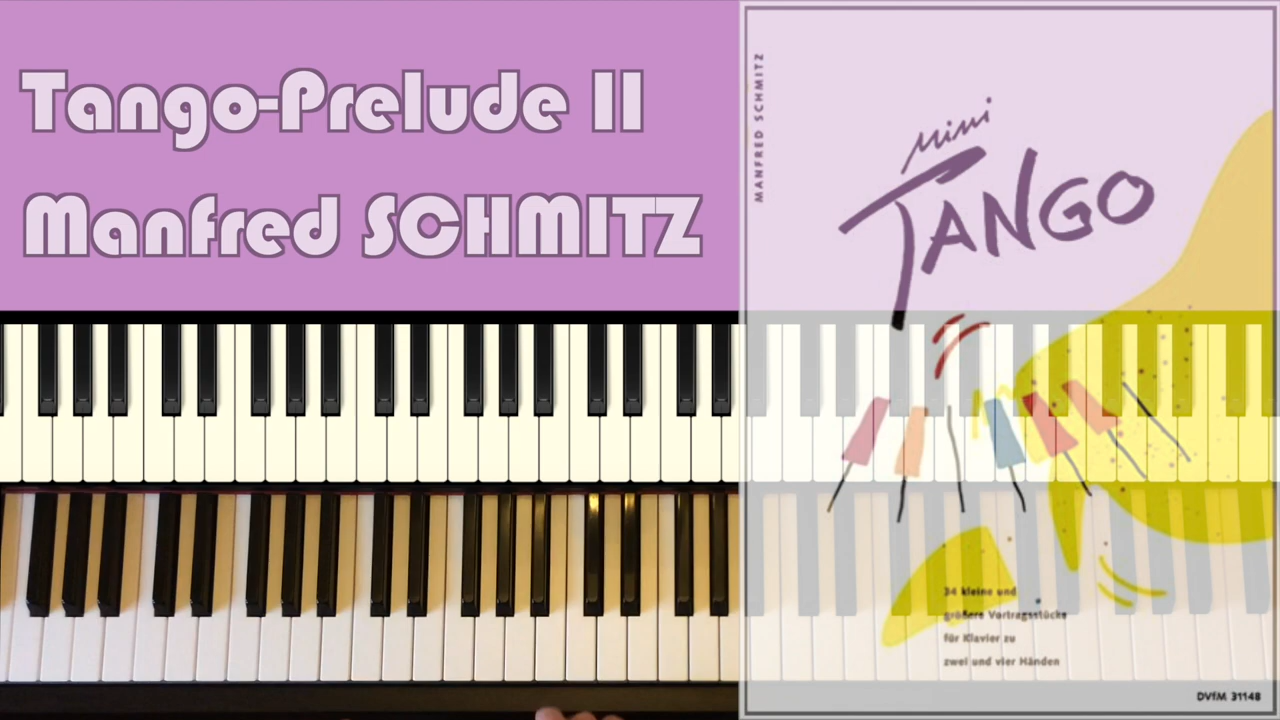 Tango-Prelude II
Manfred SCHMITZ
MANFRED SCHMITZ
mini
TANGO
34 kleine und
größere Vortragsstücke
für Klavier zu
zwei und vier Händen
DVfM 31148